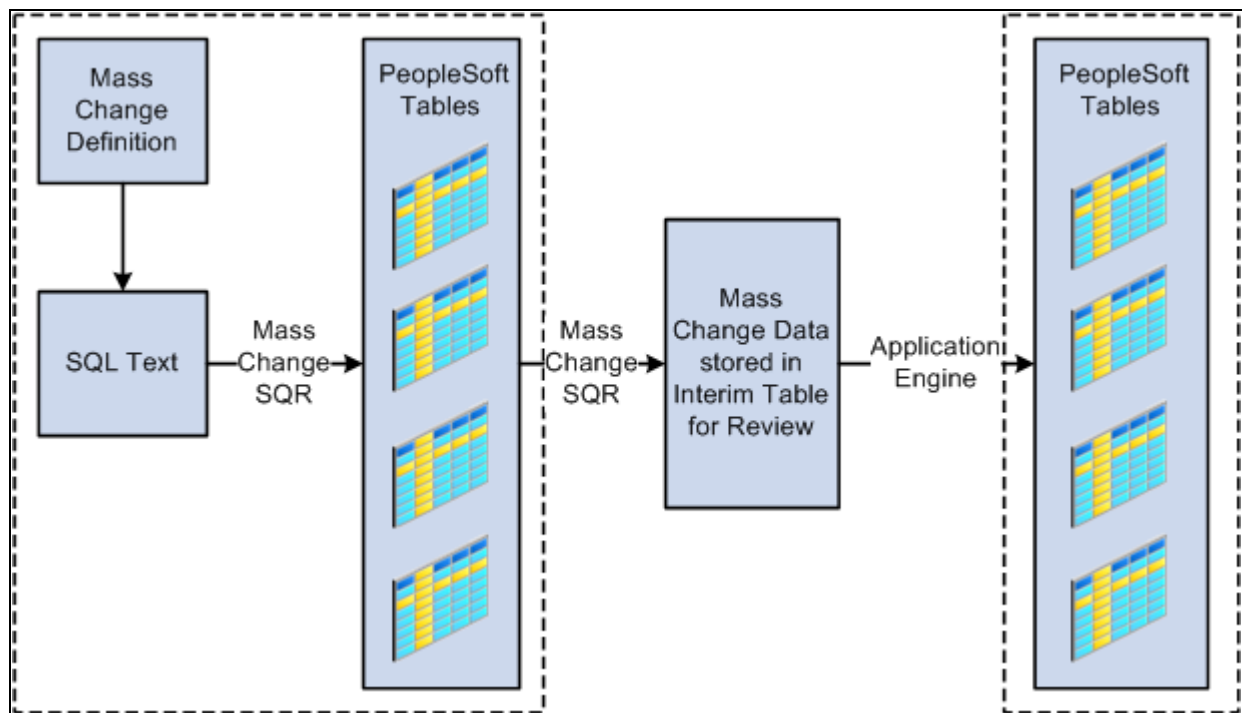 Mass
Change
Definition
SQL Text
Mass
Change
SQR
PeopleSoft
Tables
Mass
Change
SQR
Mass
Change Data
stored in
Interim Table
for Review
Application
Engine
PeopleSoft
Tables